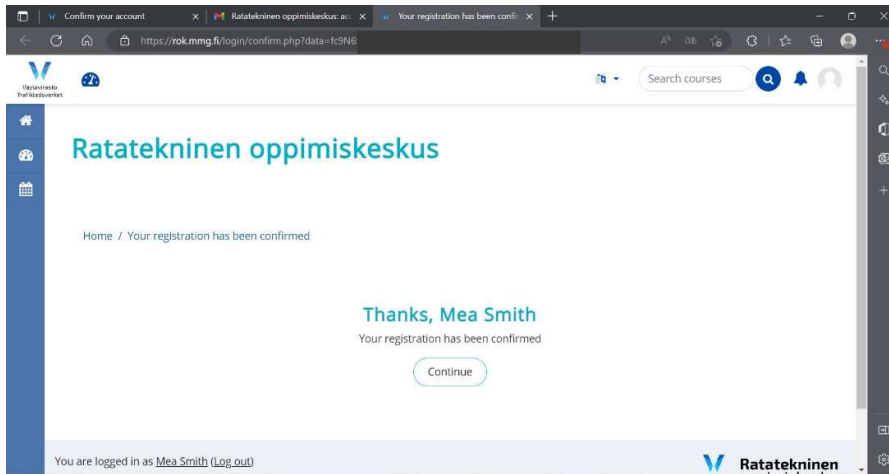 Confirm your account
Ratatekninen oppimiskeskus: acc
Your registration has been confi
https://rok.mmg.fi/login/confirm.php?data=fc9N6
Väylävirasto
Trafikledsverket
Search courses
Ratatekninen oppimiskeskus
Home / Your registration has been confirmed
Thanks, Mea Smith
Your registration has been confirmed
Continue
You are logged in as Mea Smith (Log out)
Ratatekninen